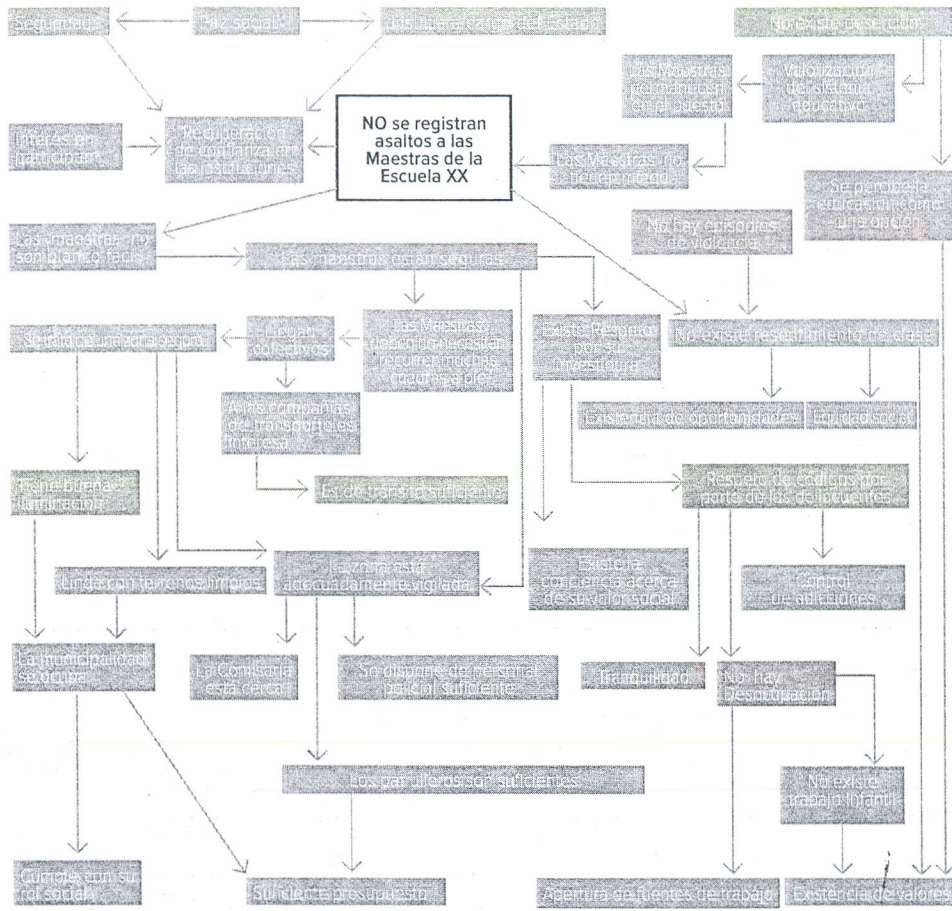 Seguridad
Paz social
No existe deserción
Las Maestras
permanecen
en el puesto
Valorización
del sistema
educativo
NO se registran
asaltos a las
Maestras de la
Escuela XX
Interés en
participar
Recuperación
de confianza en
las instituciones
Las Maestras no
tienen miedo
Se percibe la
educación como
una opción
No hay episodios
de violencia
Las maestras no
son blanco fácil
Las maestras están seguras
Se trata de una zona segura
Llegan
colectivos
Las Maestras
no necesitan
recurrer muchas
cuadras a pie
Existe Respeto
por su
investidura
No existe resentimiento de clase
A las compañías
de transporte les
interesa
Existencia de oportunidades
Equidad social
Tiene buena
iluminación
Es de tránsito suficiente
Respeto de códigos por
parte de los delincuentes
Linda con terrenos limpios
La zona está
adecuadamente vigilada
Existe la
conciencia acerca
de su valor social
Control
de adicciones
La municipalidad
se ocupa
La Comisaría
está cerca
Se dispone de personal
policial suficiente
Tranquilidad
No hay
Desocupación
Los patrulleros son suficientes
No existe
trabajo infantil
Cumple con su
rol social
Suficiente presupuesto
Apertura de fuentes de trabajo
Existencia de valores